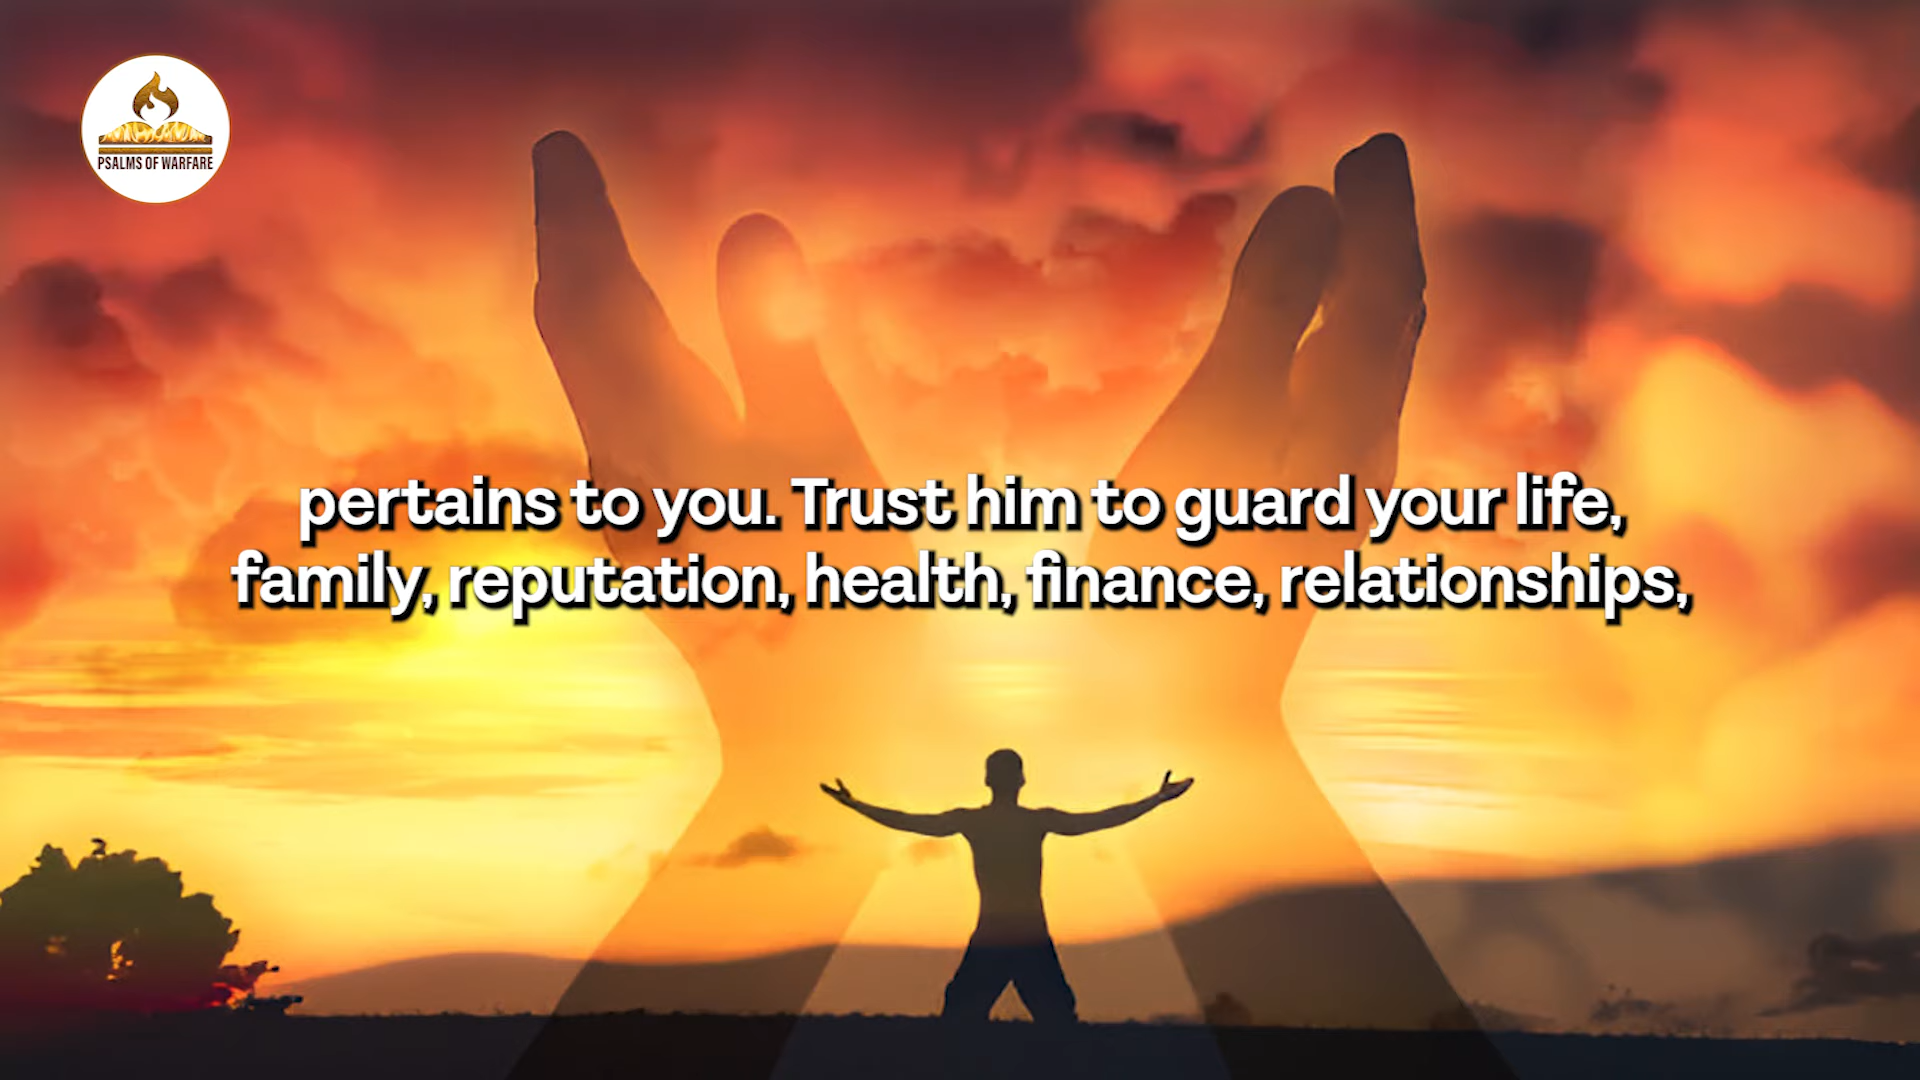 PSALMS OF WARFARE
pertains to you. Trust him to guard your life,
family, reputation, health, finance, relationships,